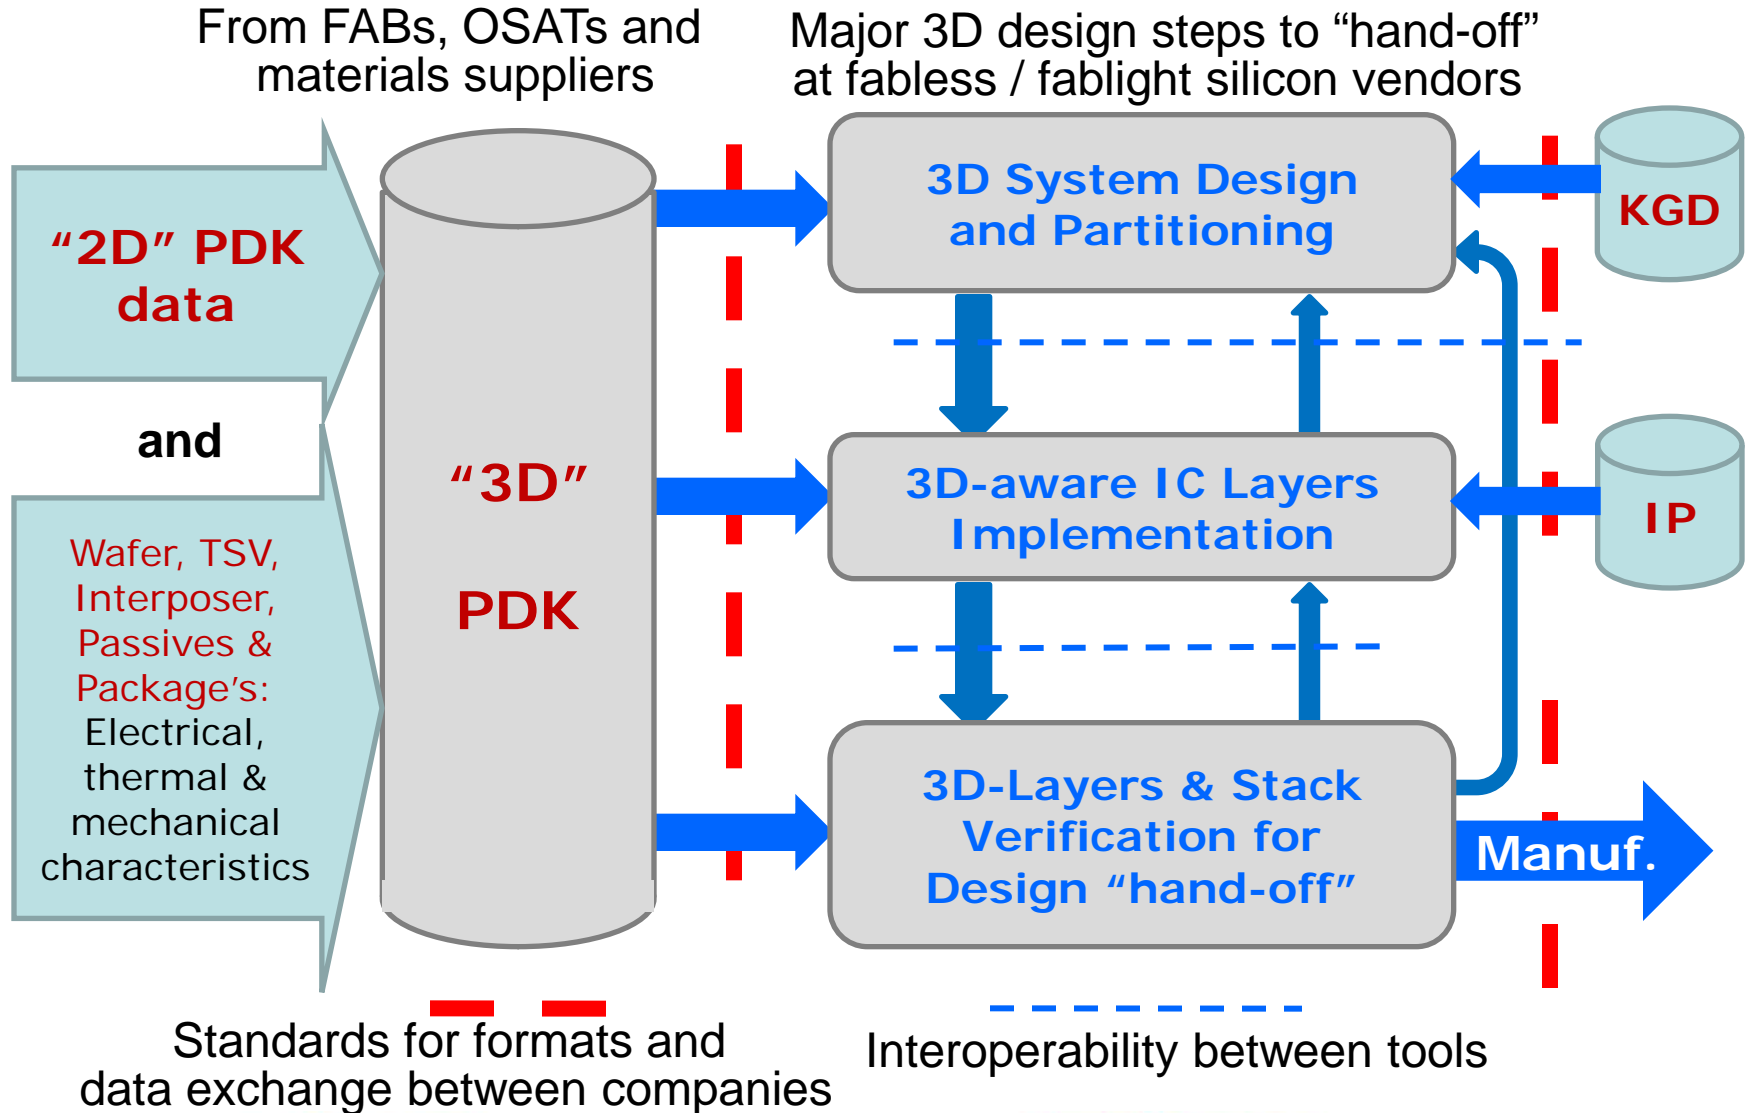 From FABs, OSATs and
materials suppliers
Major 3D design steps to “hand-off”
at fabless / fablight silicon vendors
“2D” PDK
data
and
Wafer, TSV,
Interposer,
Passives &
Package’s:
Electrical,
thermal &
mechanical
characteristics
“3D”
PDK
3D System Design
and Partitioning
3D-aware IC Layers
Implementation
3D-Layers & Stack
Verification for
Design “hand-off”
KGD
IP
Manuf.
Standards for formats and
data exchange between companies
Interoperability between tools